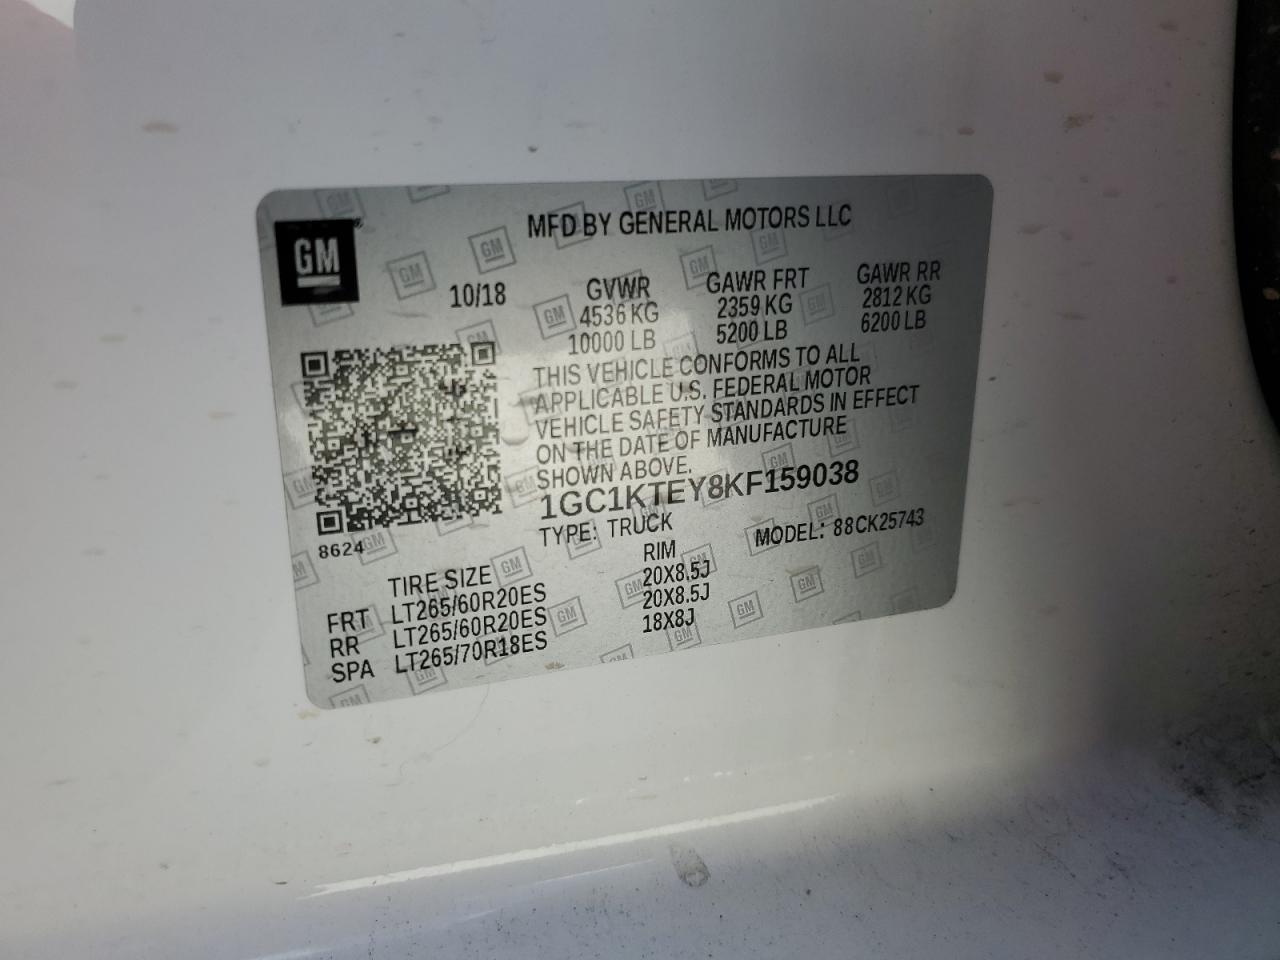 GM
MFD BY GENERAL MOTORS LLC
10/18 GVWR GAWR FRT GAWR RR
4536 KG 2359 KG 2812 KG
10000 LB 5200 LB 6200 LB
THIS VEHICLE CONFORMS TO ALL
APPLICABLE U.S. FEDERAL MOTOR
VEHICLE SAFETY STANDARDS IN EFFECT
ON THE DATE OF MANUFACTURE
SHOWN ABOVE.
1GC1KTEY8KF159038
8624
TYPE: TRUCK MODEL: 88CK25743
TIRE SIZE RIM
FRT LT265/60R20ES 20X8.5J
RR LT265/60R20ES 20X8.5J
SPA LT265/70R18ES 18X8J